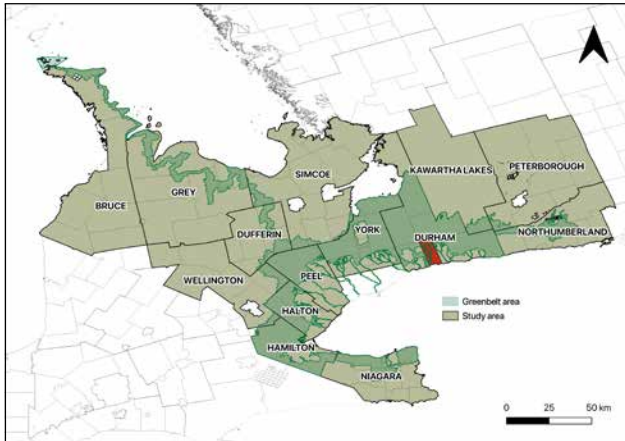 SIMCOE
KAWARTHA LAKES
PETERBOROUGH
GREY
BRUCE
DUFFERIN
YORK
DURHAM
NORTHUMBERLAND
WELLINGTON
PEEL
HALTON
HAMILTON
NIAGARA
Greenbelt area
Study area
0 25 50 km